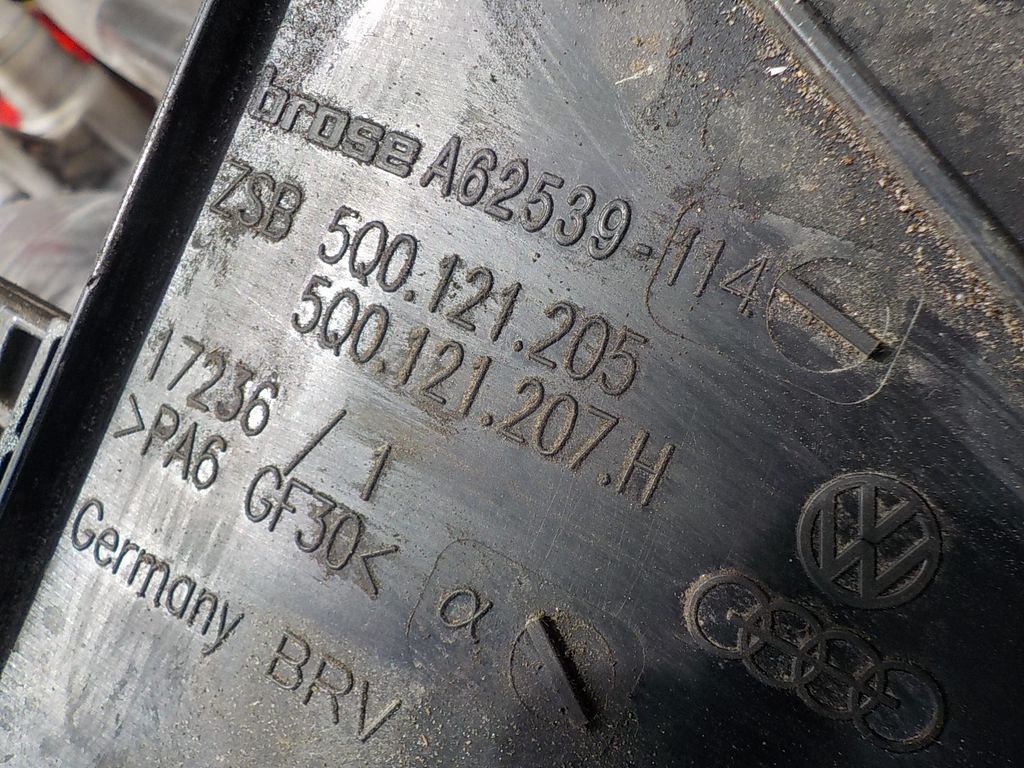 brose A62539-114
ZSB 5Q0.121.205
5Q0.121.207.H
17236 / 1
>PA6 GF30<
Germany BRV α